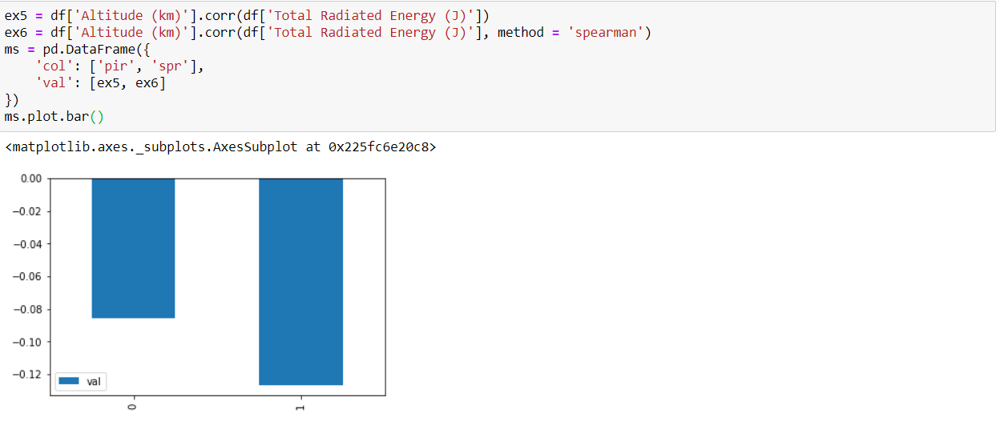 ex5 = df['Altitude (km)'].corr(df['Total Radiated Energy (J)'])
ex6 = df['Altitude (km)'].corr(df['Total Radiated Energy (J)'], method = 'spearman')
ms = pd.DataFrame({
    'col': ['pir', 'spr'],
    'val': [ex5, ex6]
})
ms.plot.bar()
<matplotlib.axes._subplots.AxesSubplot at 0x225fc6e20c8>
0.00
−0.02
−0.04
−0.06
−0.08
−0.10
−0.12
val
0
1